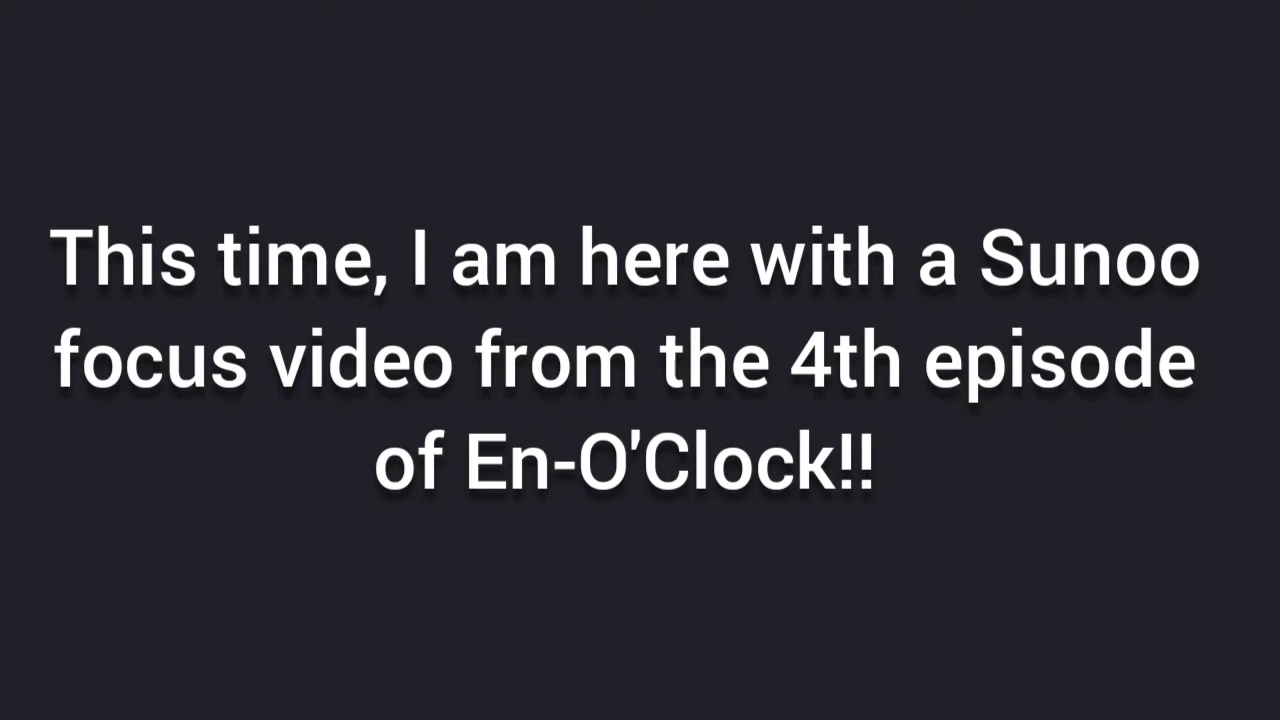 This time, I am here with a Sunoo
focus video from the 4th episode
of En-O'Clock!!